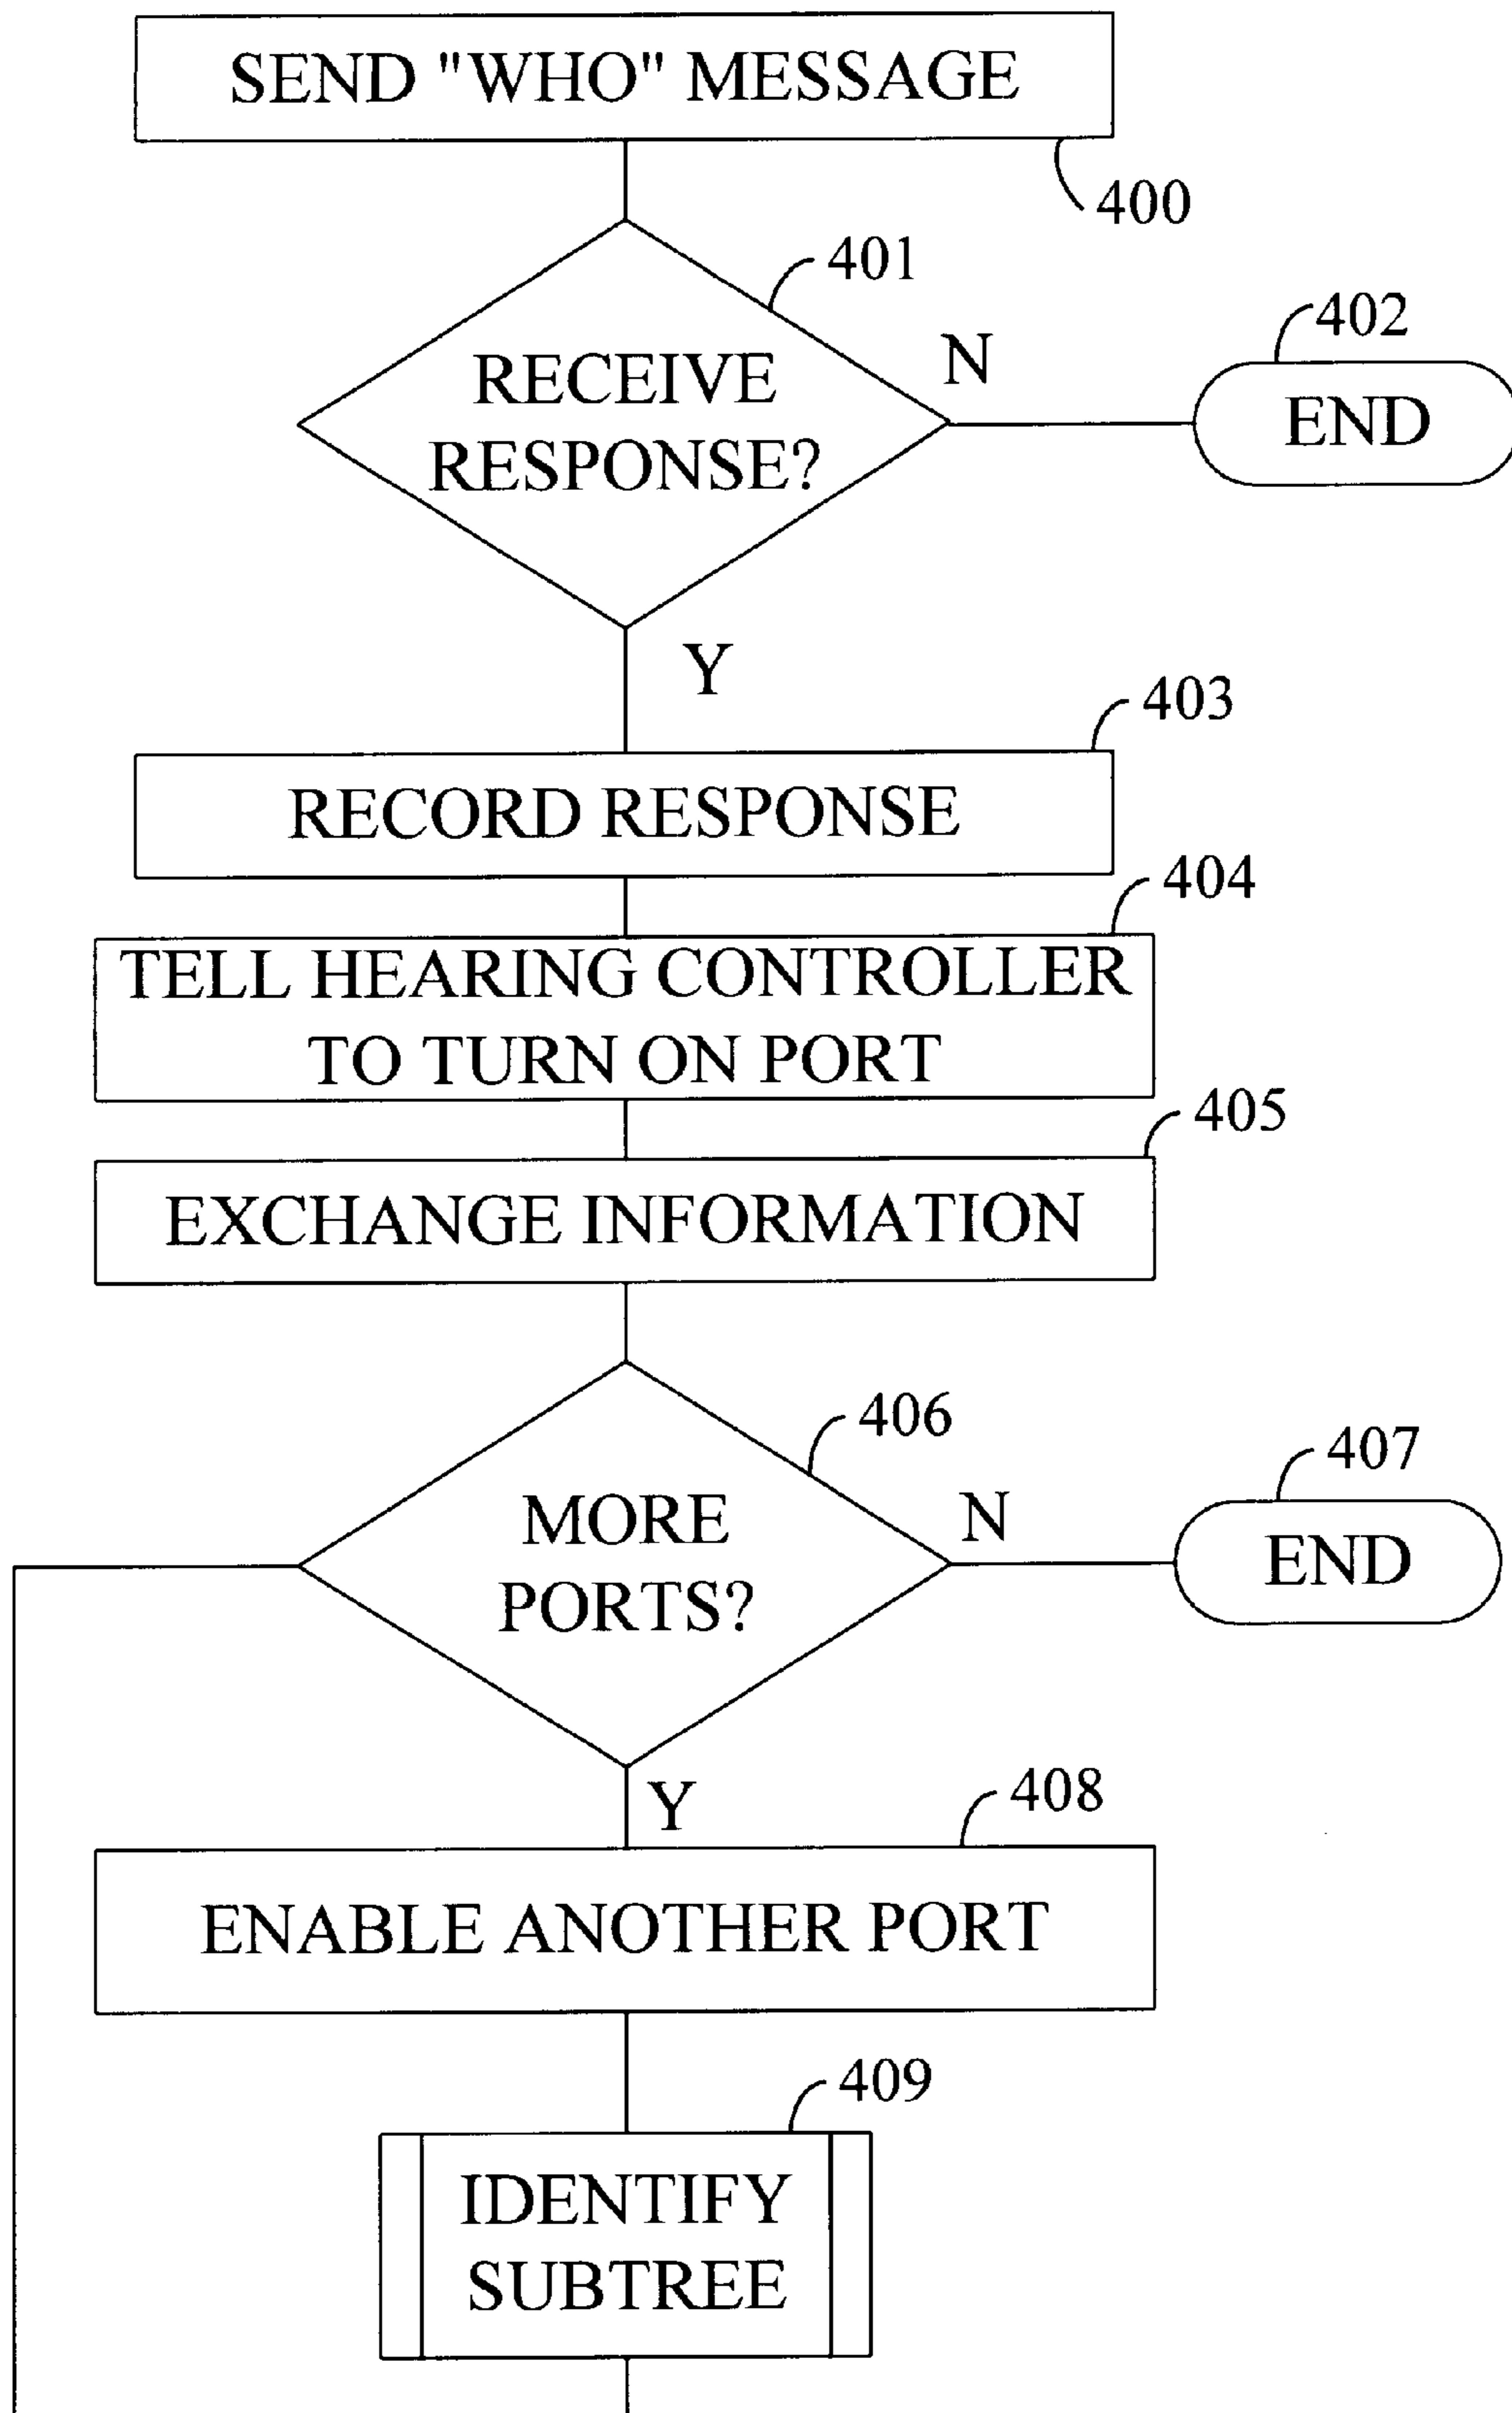 SEND "WHO" MESSAGE
400
401
RECEIVE
RESPONSE?
N
402
END
Y
403
RECORD RESPONSE
404
TELL HEARING CONTROLLER
TO TURN ON PORT
405
EXCHANGE INFORMATION
406
MORE
PORTS?
N
407
END
Y
408
ENABLE ANOTHER PORT
409
IDENTIFY
SUBTREE